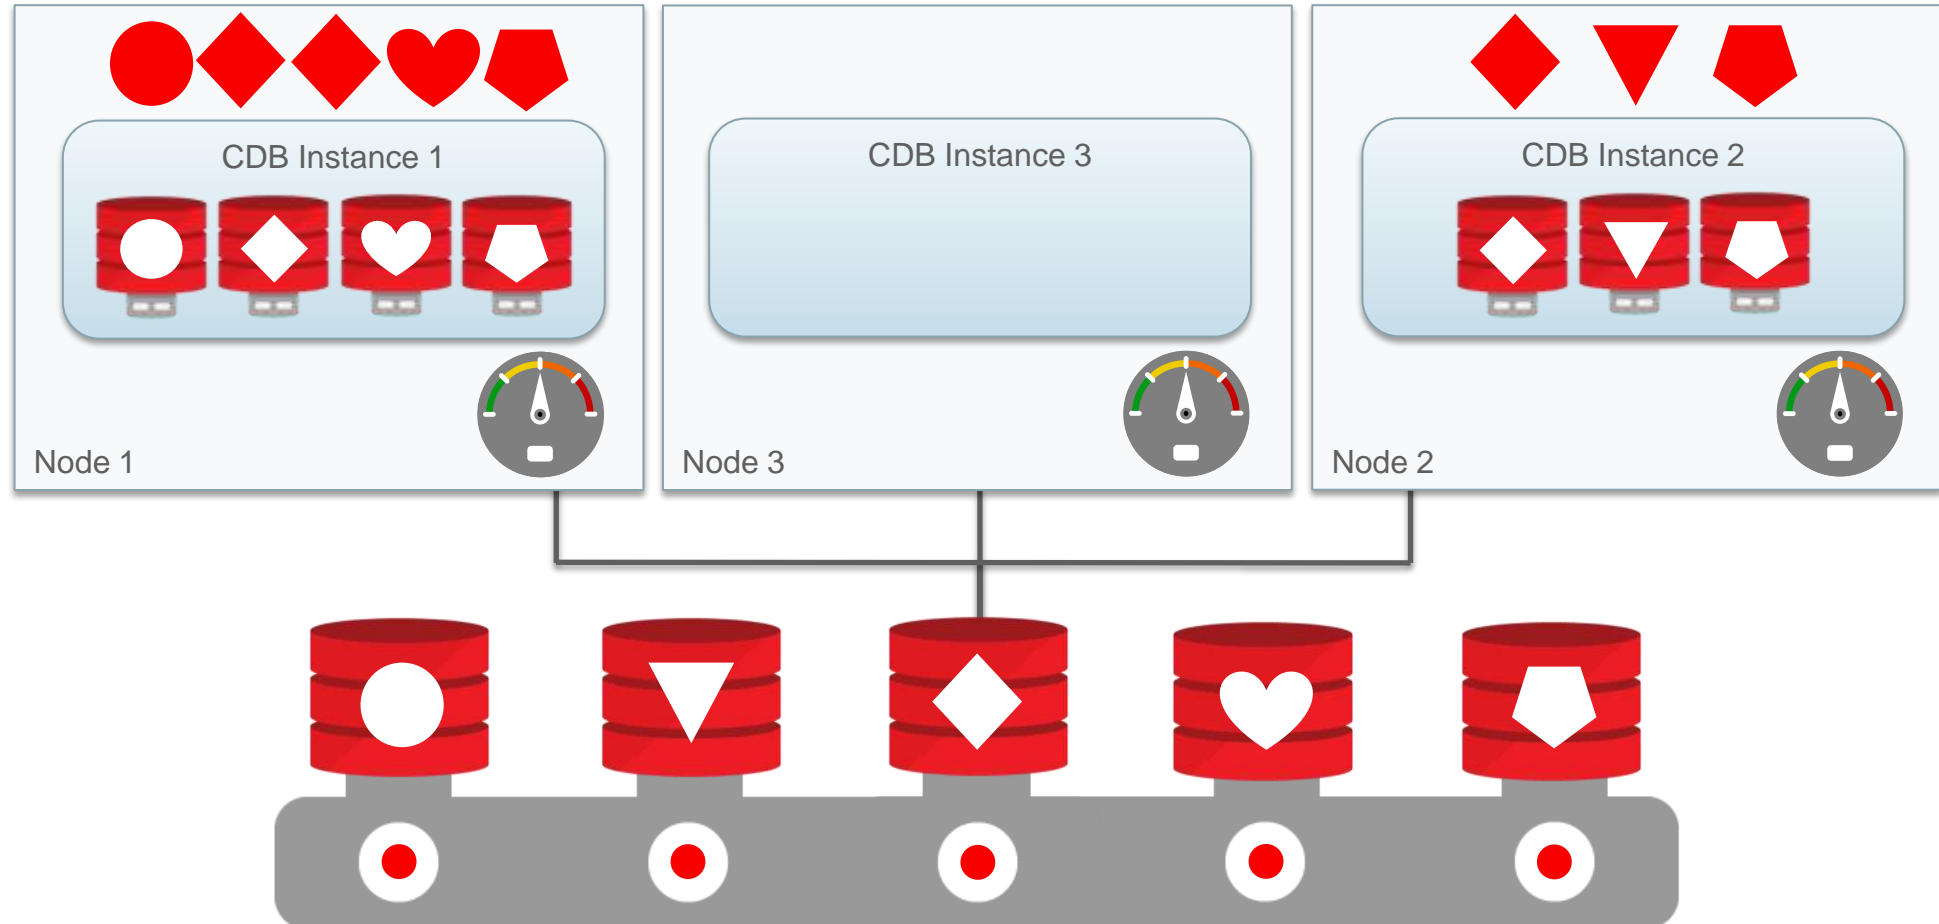 CDB Instance 1
CDB Instance 3
CDB Instance 2
Node 1
Node 3
Node 2